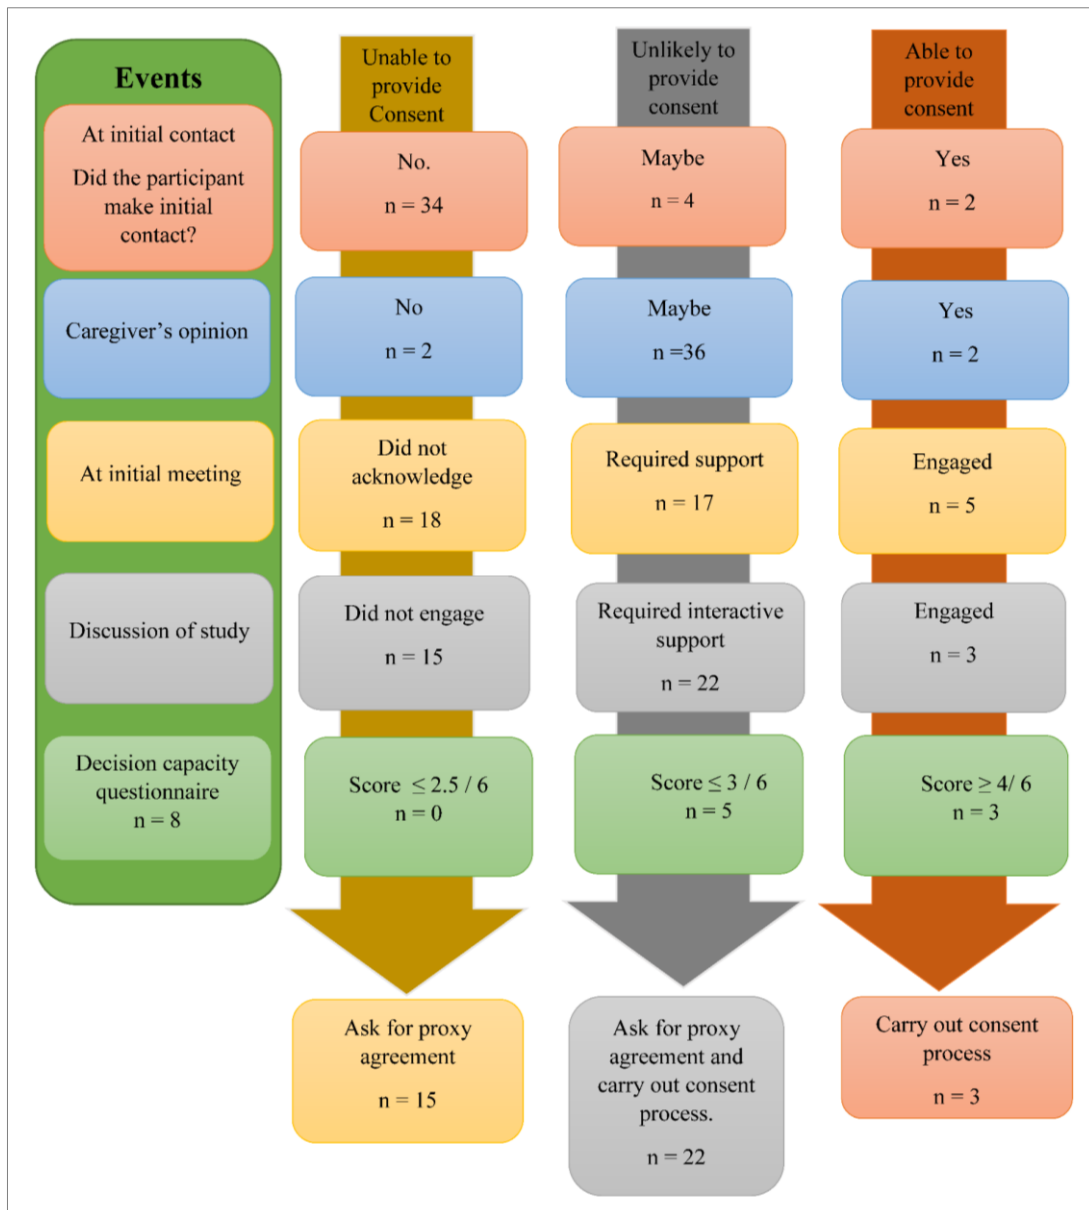 Events
At initial contact
Did the participant
make initial
contact?
Caregiver’s opinion
At initial meeting
Discussion of study
Decision capacity
questionnaire
n = 8
Unable to
provide
Consent
No.
n = 34
No
n = 2
Did not
acknowledge
n = 18
Did not engage
n = 15
Score ≤ 2.5 / 6
n = 0
Ask for proxy
agreement
n = 15
Unlikely to
provide
consent
Maybe
n = 4
Maybe
n =36
Required support
n = 17
Required interactive
support
n = 22
Score ≤ 3 / 6
n = 5
Ask for proxy
agreement and
carry out consent
process.
n = 22
Able to
provide
consent
Yes
n = 2
Yes
n = 2
Engaged
n = 5
Engaged
n = 3
Score ≥ 4/ 6
n = 3
Carry out consent
process
n = 3